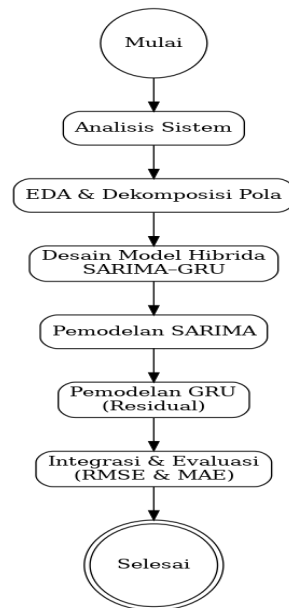 Mulai
Analisis Sistem
EDA & Dekomposisi Pola
Desain Model Hibrida
SARIMA-GRU
Pemodelan SARIMA
Pemodelan GRU
(Residual)
Integrasi & Evaluasi
(RMSE & MAE)
Selesai